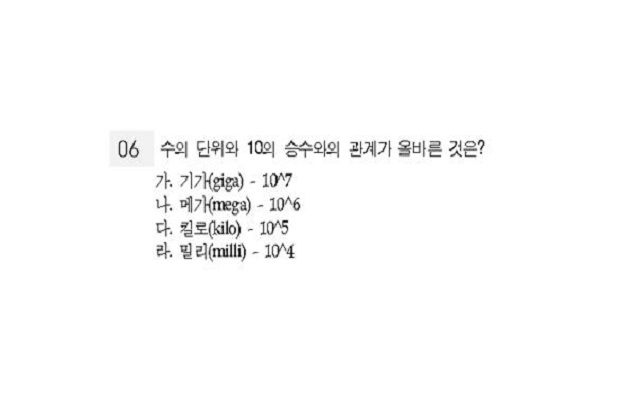 06 수의 단위와 10의 승수와의 관계가 올바른 것은?
가. 기가(giga) - 10^7
나. 메가(mega) - 10^6
다. 킬로(kilo) - 10^5
라. 밀리(milli) - 10^4